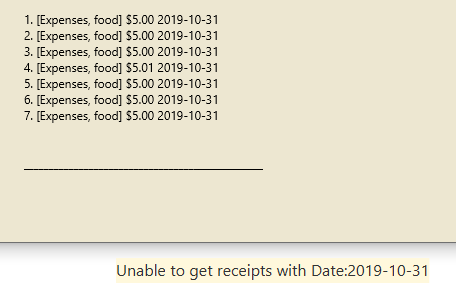 1. [Expenses, food] $5.00 2019-10-31
2. [Expenses, food] $5.00 2019-10-31
3. [Expenses, food] $5.00 2019-10-31
4. [Expenses, food] $5.01 2019-10-31
5. [Expenses, food] $5.00 2019-10-31
6. [Expenses, food] $5.00 2019-10-31
7. [Expenses, food] $5.00 2019-10-31
Unable to get receipts with Date:2019-10-31